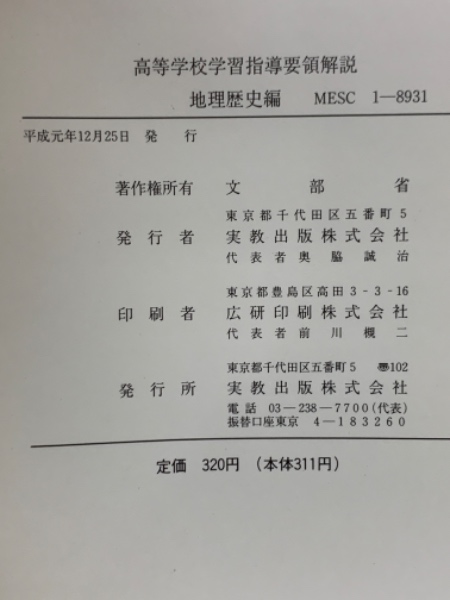 高等学校学習指導要領解説
地理歴史編 MESC 1—8931
平成元年12月25日 発行
著作権所有 文部省
東京都千代田区五番町5
発行者 実教出版株式会社
代表者奥脇誠治
東京都豊島区高田3-3-16
印刷者 広研印刷株式会社
代表者前川槻二
東京都千代田区五番町5 〠102
発行所 実教出版株式会社
電話 03—238—7700(代表)
振替口座東京 4—183260
定価 320円 (本体311円)